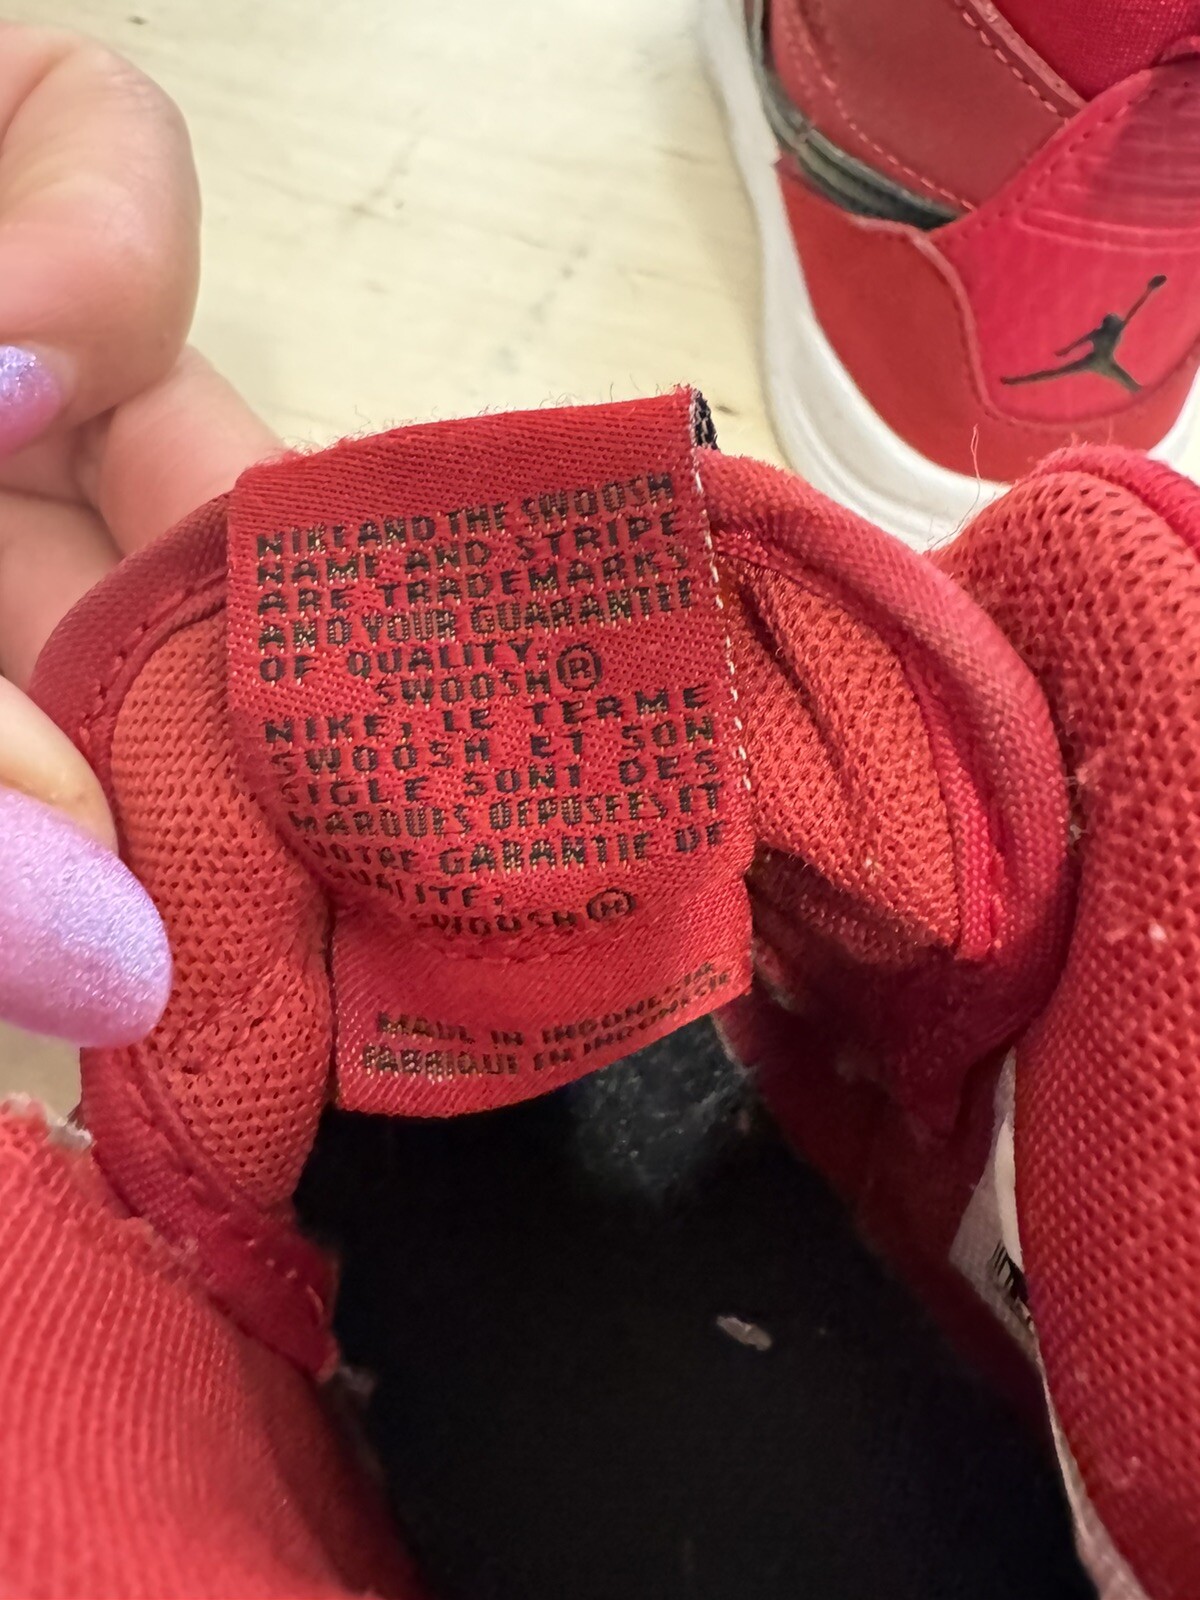 NIKE AND THE SWOOSH
NAME AND STRIPE
ARE TRADEMARKS
AND YOUR GUARANTEE
OF QUALITY.
SWOOSH®
NIKE, LE TERME
SWOOSH ET SON
SIGLE SONT DES
MARQUES DEPOSEES ET
VOTRE GARANTIE DE
QUALITE.
SWOOSH®
MADE IN INDONESIA
FABRIQUE EN INDONESIE